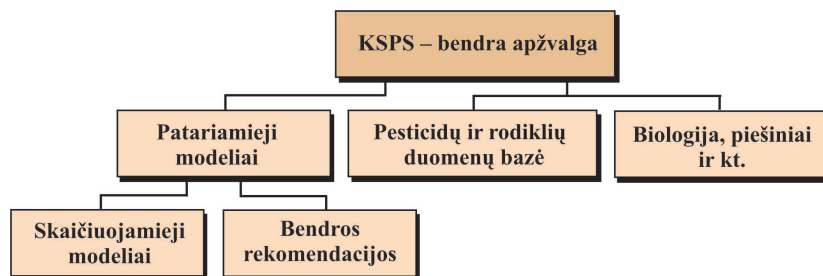 KSPS – bendra apžvalga
Patariamieji
modeliai
Pesticidų ir rodiklių
duomenų bazė
Biologija, piešiniai
ir kt.
Skaičiuojamieji
modeliai
Bendros
rekomendacijos